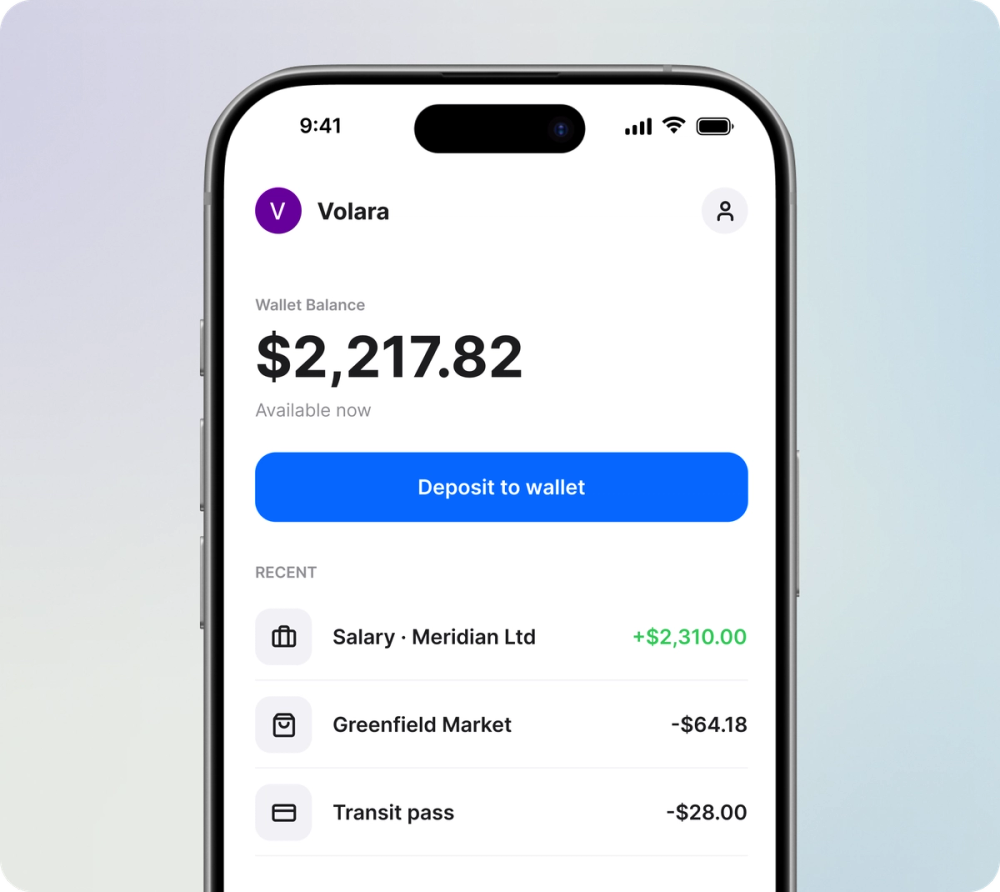 9:41
V Volara
Wallet Balance
$2,217.82
Available now
Deposit to wallet
RECENT
Salary · Meridian Ltd +$2,310.00
Greenfield Market -$64.18
Transit pass -$28.00